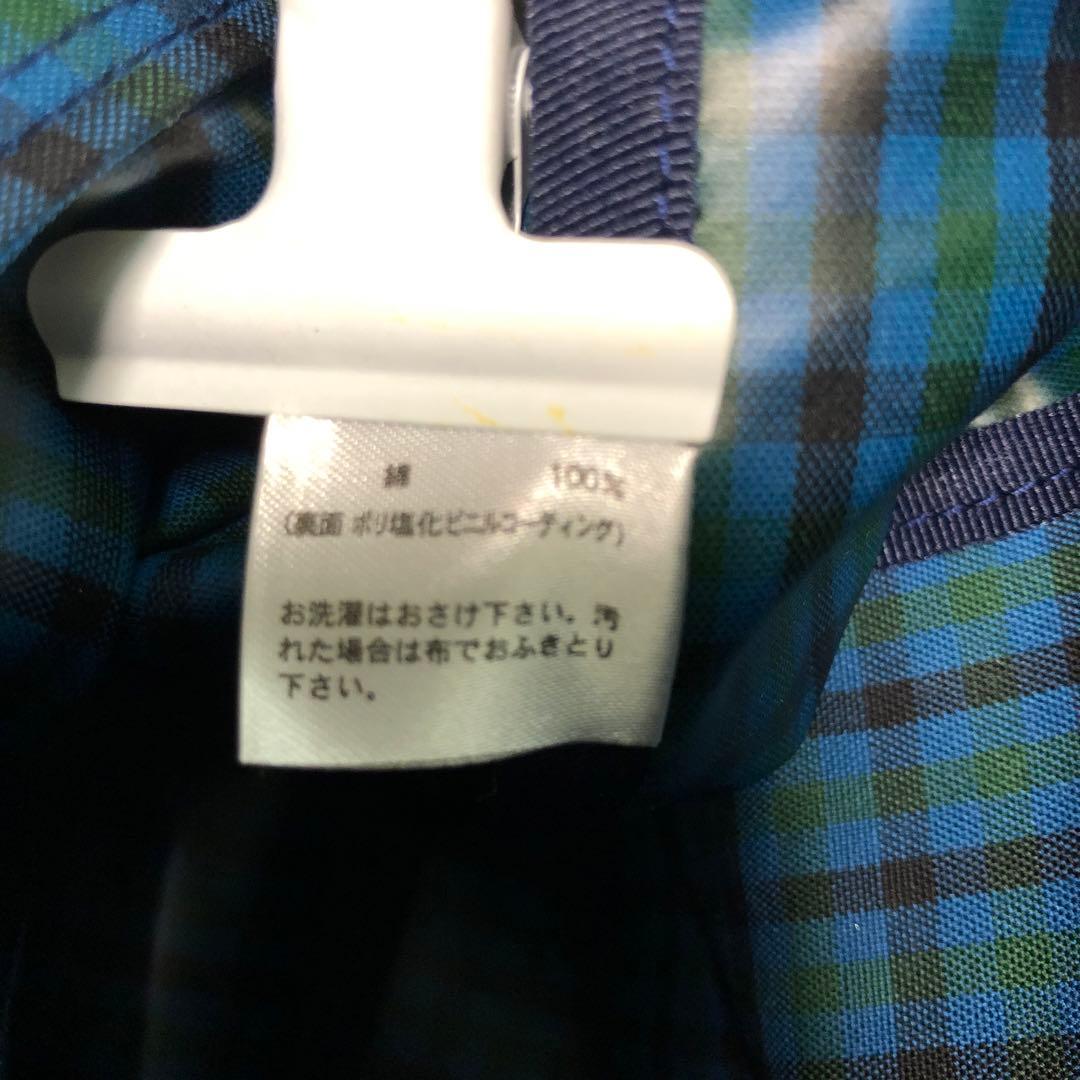 綿 100%
(裏面 ポリ塩化ビニルコーティング)
お洗濯はおさけ下さい。汚
れた場合は布でおふきとり
下さい。